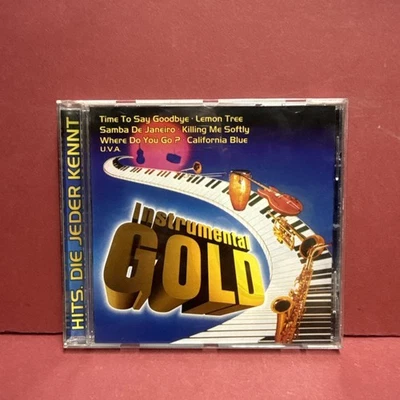 Time To Say Goodbye · Lemon Tree
Samba De Janeiro · Killing Me Softly
Where Do You Go ? · California Blue
U.V.A.
HITS, DIE JEDER KENNT
Instrumental
GOLD